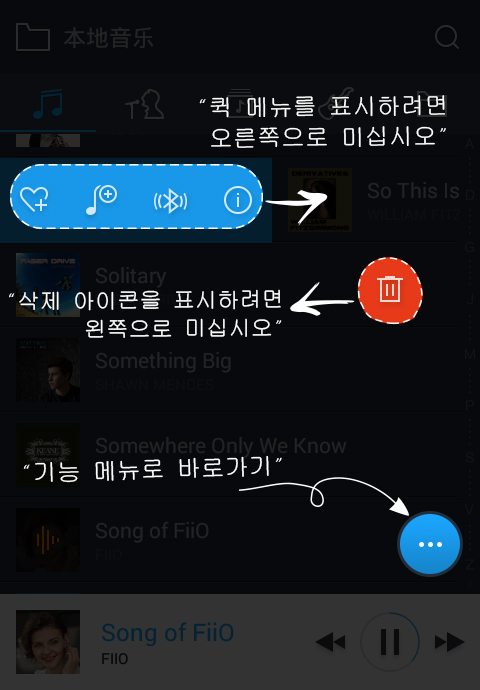 本地音乐
“퀵 메뉴를 표시하려면
오른쪽으로 미십시오”
So This Is
WILLIAM FITZ
Solitary
“삭제 아이콘을 표시하려면
왼쪽으로 미십시오”
Something Big
SHAWN MENDES
Somewhere Only We Know
“기능 메뉴로 바로가기”
Song of FiiO
FIIO
Song of FiiO
FIIO